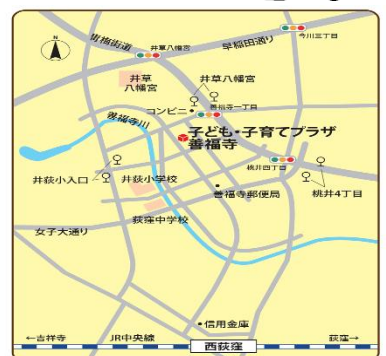 青梅街道
井草八幡宮
早稲田通り
今川三丁目
井草
八幡宮
井草八幡宮
コンビニ
善福寺一丁目
善福寺川
子ども・子育てプラザ
善福寺
井荻小入口
井荻小学校
桃井四丁目
善福寺郵便局
桃井4丁目
荻窪中学校
女子大通り
信用金庫
←吉祥寺
JR中央線
西荻窪
荻窪→